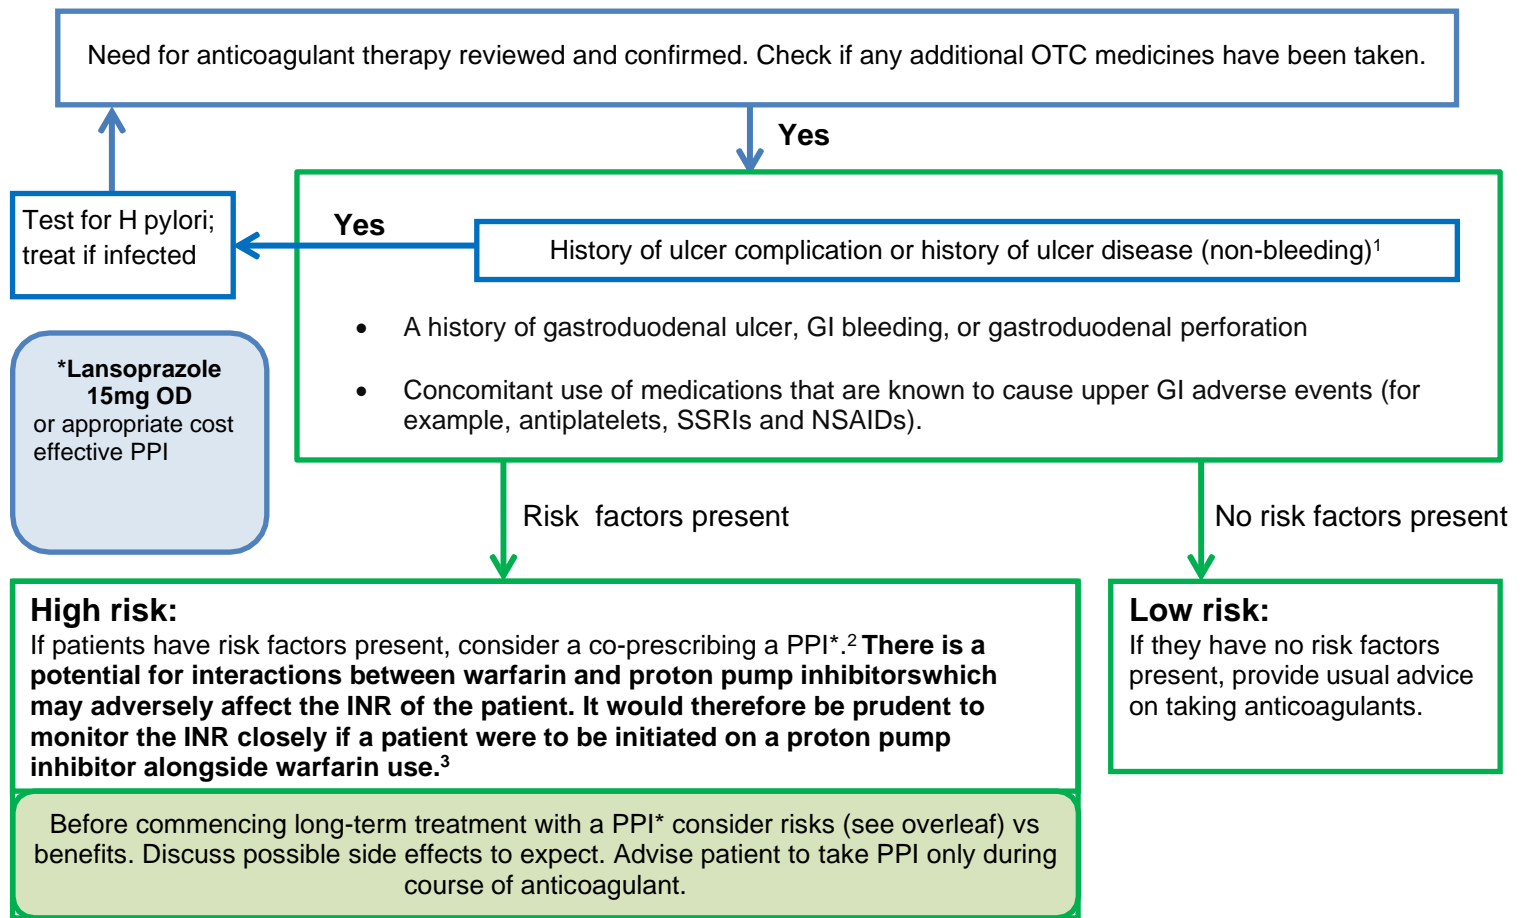 Need for anticoagulant therapy reviewed and confirmed. Check if any additional OTC medicines have been taken.
Yes
Test for H pylori;
treat if infected
Yes
History of ulcer complication or history of ulcer disease (non-bleeding)¹
• A history of gastroduodenal ulcer, GI bleeding, or gastroduodenal perforation
• Concomitant use of medications that are known to cause upper GI adverse events (for
example, antiplatelets, SSRIs and NSAIDs).
*Lansoprazole
15mg OD
or appropriate cost
effective PPI
Risk factors present
No risk factors present
High risk:
If patients have risk factors present, consider a co-prescribing a PPI*.² There is a
potential for interactions between warfarin and proton pump inhibitorswhich
may adversely affect the INR of the patient. It would therefore be prudent to
monitor the INR closely if a patient were to be initiated on a proton pump
inhibitor alongside warfarin use.³
Before commencing long-term treatment with a PPI* consider risks (see overleaf) vs
benefits. Discuss possible side effects to expect. Advise patient to take PPI only during
course of anticoagulant.
Low risk:
If they have no risk factors
present, provide usual advice
on taking anticoagulants.